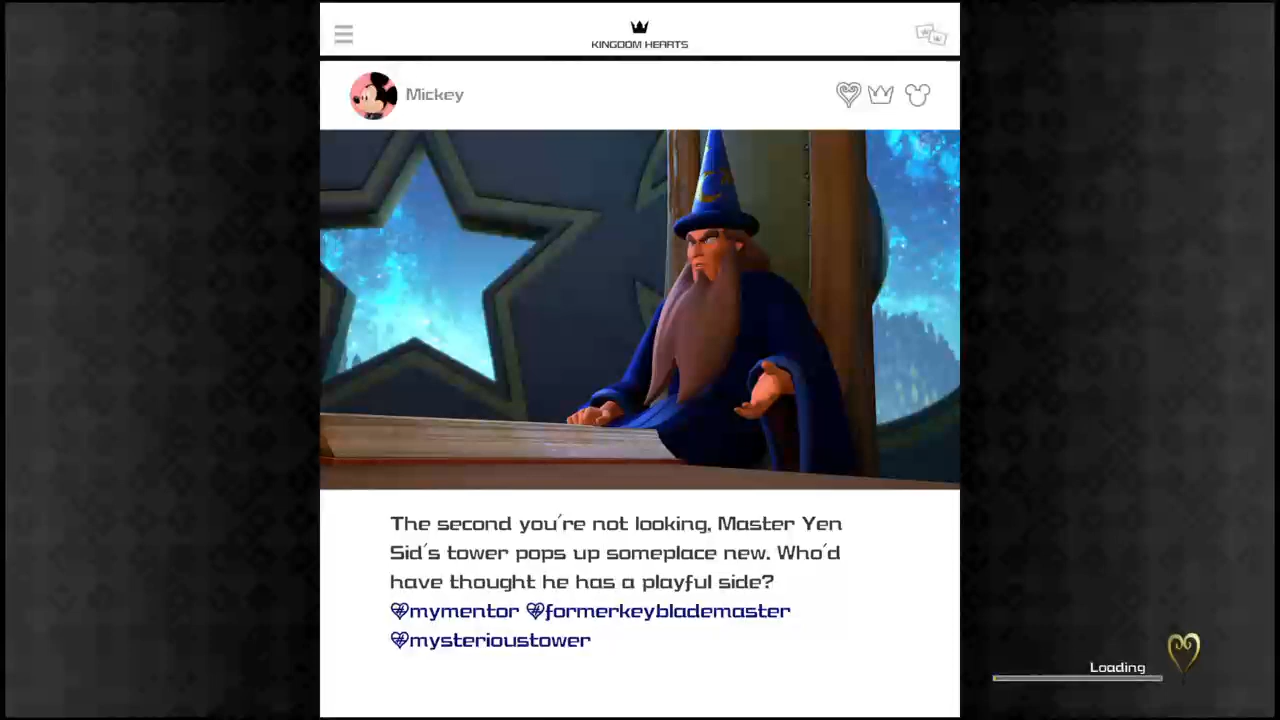 KINGDOM HEARTS
Mickey
The second you're not looking, Master Yen
Sid's tower pops up someplace new. Who'd
have thought he has a playful side?
mymentor formerkeyblademaster
mysterioustower
Loading